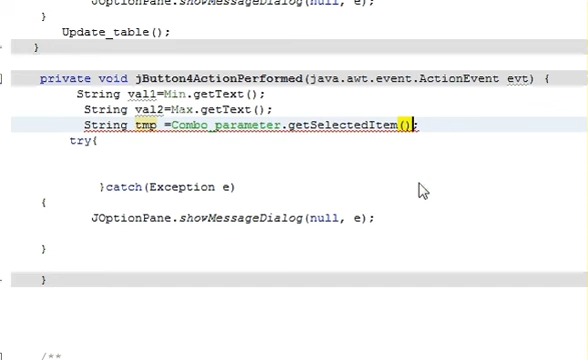 JOptionPane.showMessageDialog(null, e);
}
Update_table();
}
private void jButton4ActionPerformed(java.awt.event.ActionEvent evt) {
String val1=Min.getText();
String val2=Max.getText();
String tmp =Combo_parameter.getSelectedItem();
try{
}catch(Exception e)
{
JOptionPane.showMessageDialog(null, e);
}
}
/**